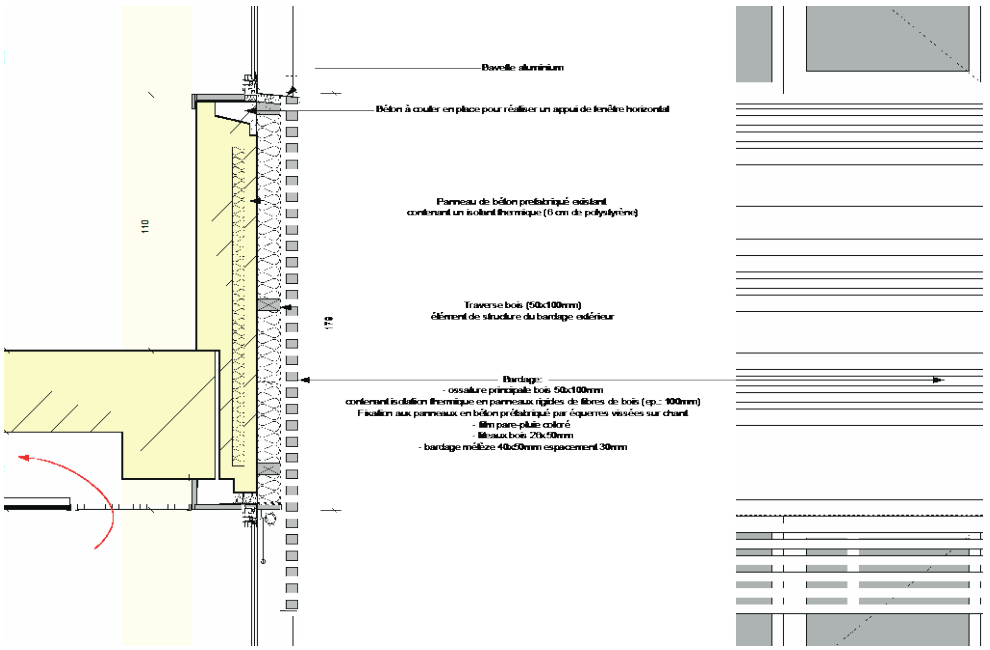 Bavette aluminium
Béton à couler en place pour réaliser un appui de fenêtre horizontal
Panneau de béton préfabriqué existant
contenant un isolant thermique (6 cm de polystyrène)
110
Traverse bois (50x100mm)
élément de structure du bardage extérieur
179
Bardage:
- ossature principale bois 50x100mm
contenant isolation thermique en panneaux rigides de fibres de bois (ep.: 100mm)
Fixation aux panneaux en béton préfabriqué par équerres vissées sur chant
- film pare-pluie coloré
- liteaux bois 26x50mm
- bardage mélèze 40x50mm espacement 30mm